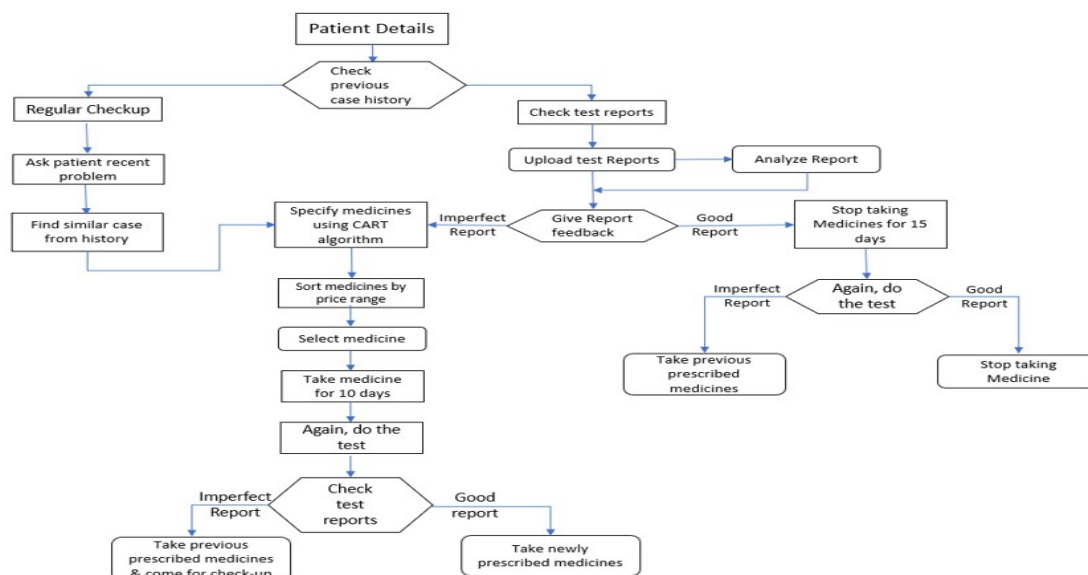 Patient Details
Check
previous
case history
Regular Checkup
Check test reports
Ask patient recent
problem
Upload test Reports
Analyze Report
Find similar case
from history
Specify medicines
using CART
algorithm
Imperfect
Report
Give Report
feedback
Good
Report
Stop taking
Medicines for 15
days
Sort medicines by
price range
Imperfect
Report
Again, do
the test
Good
Report
Select medicine
Take previous
prescribed
medicines
Stop taking
Medicine
Take medicine
for 10 days
Again, do the
test
Imperfect
Report
Check
test
reports
Good
report
Take previous
prescribed medicines
& come for check-up
Take newly
prescribed medicines